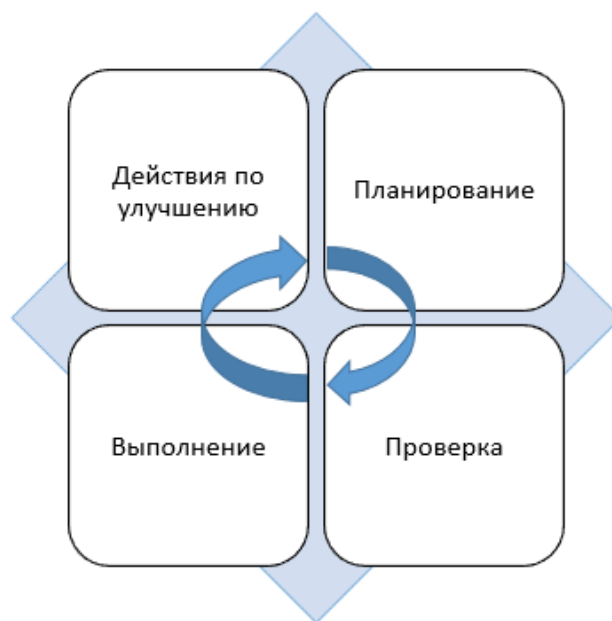 Действия по
улучшению
Планирование
Выполнение
Проверка